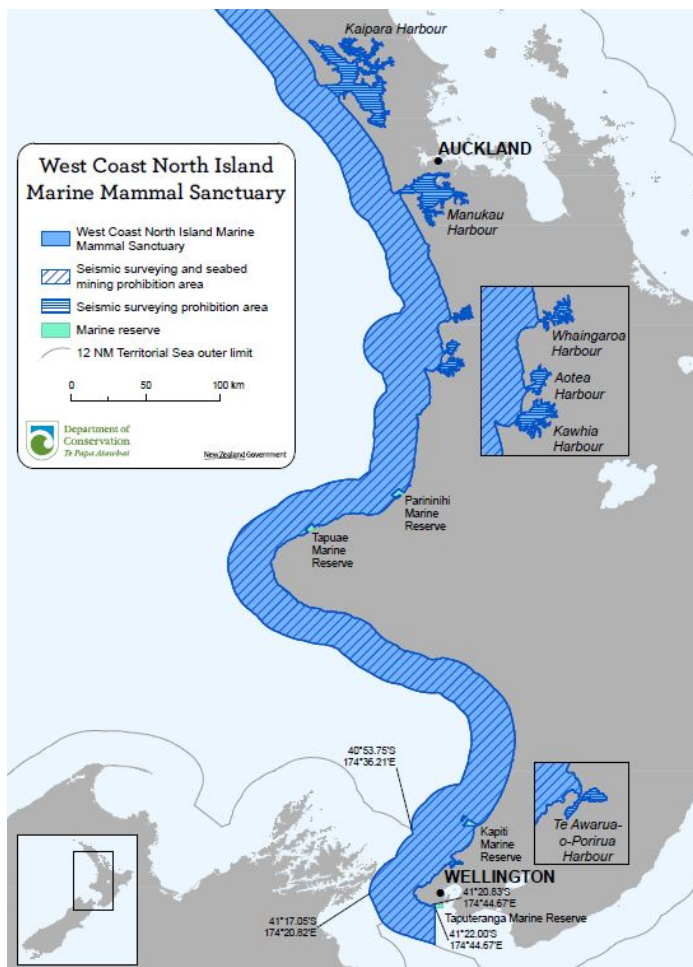 Kaipara Harbour
AUCKLAND
Manukau
Harbour
West Coast North Island
Marine Mammal Sanctuary
West Coast North Island Marine
Mammal Sanctuary
Seismic surveying and seabed
mining prohibition area
Seismic surveying prohibition area
Marine reserve
12 NM Territorial Sea outer limit
0 50 100 km
Department of
Conservation
Te Papa Atawhai
New Zealand Government
Whaingaroa
Harbour
Aotea
Harbour
Kawhia
Harbour
Parininihi
Marine
Reserve
Tapuae
Marine
Reserve
40°53.75'S
174°36.21'E
Kapiti
Marine
Reserve
Te Awarua-
o-Porirua
Harbour
WELLINGTON
41°20.83'S
174°44.67'E
Taputeranga Marine Reserve
41°17.05'S
174°20.82'E
41°22.00'S
174°44.67'E